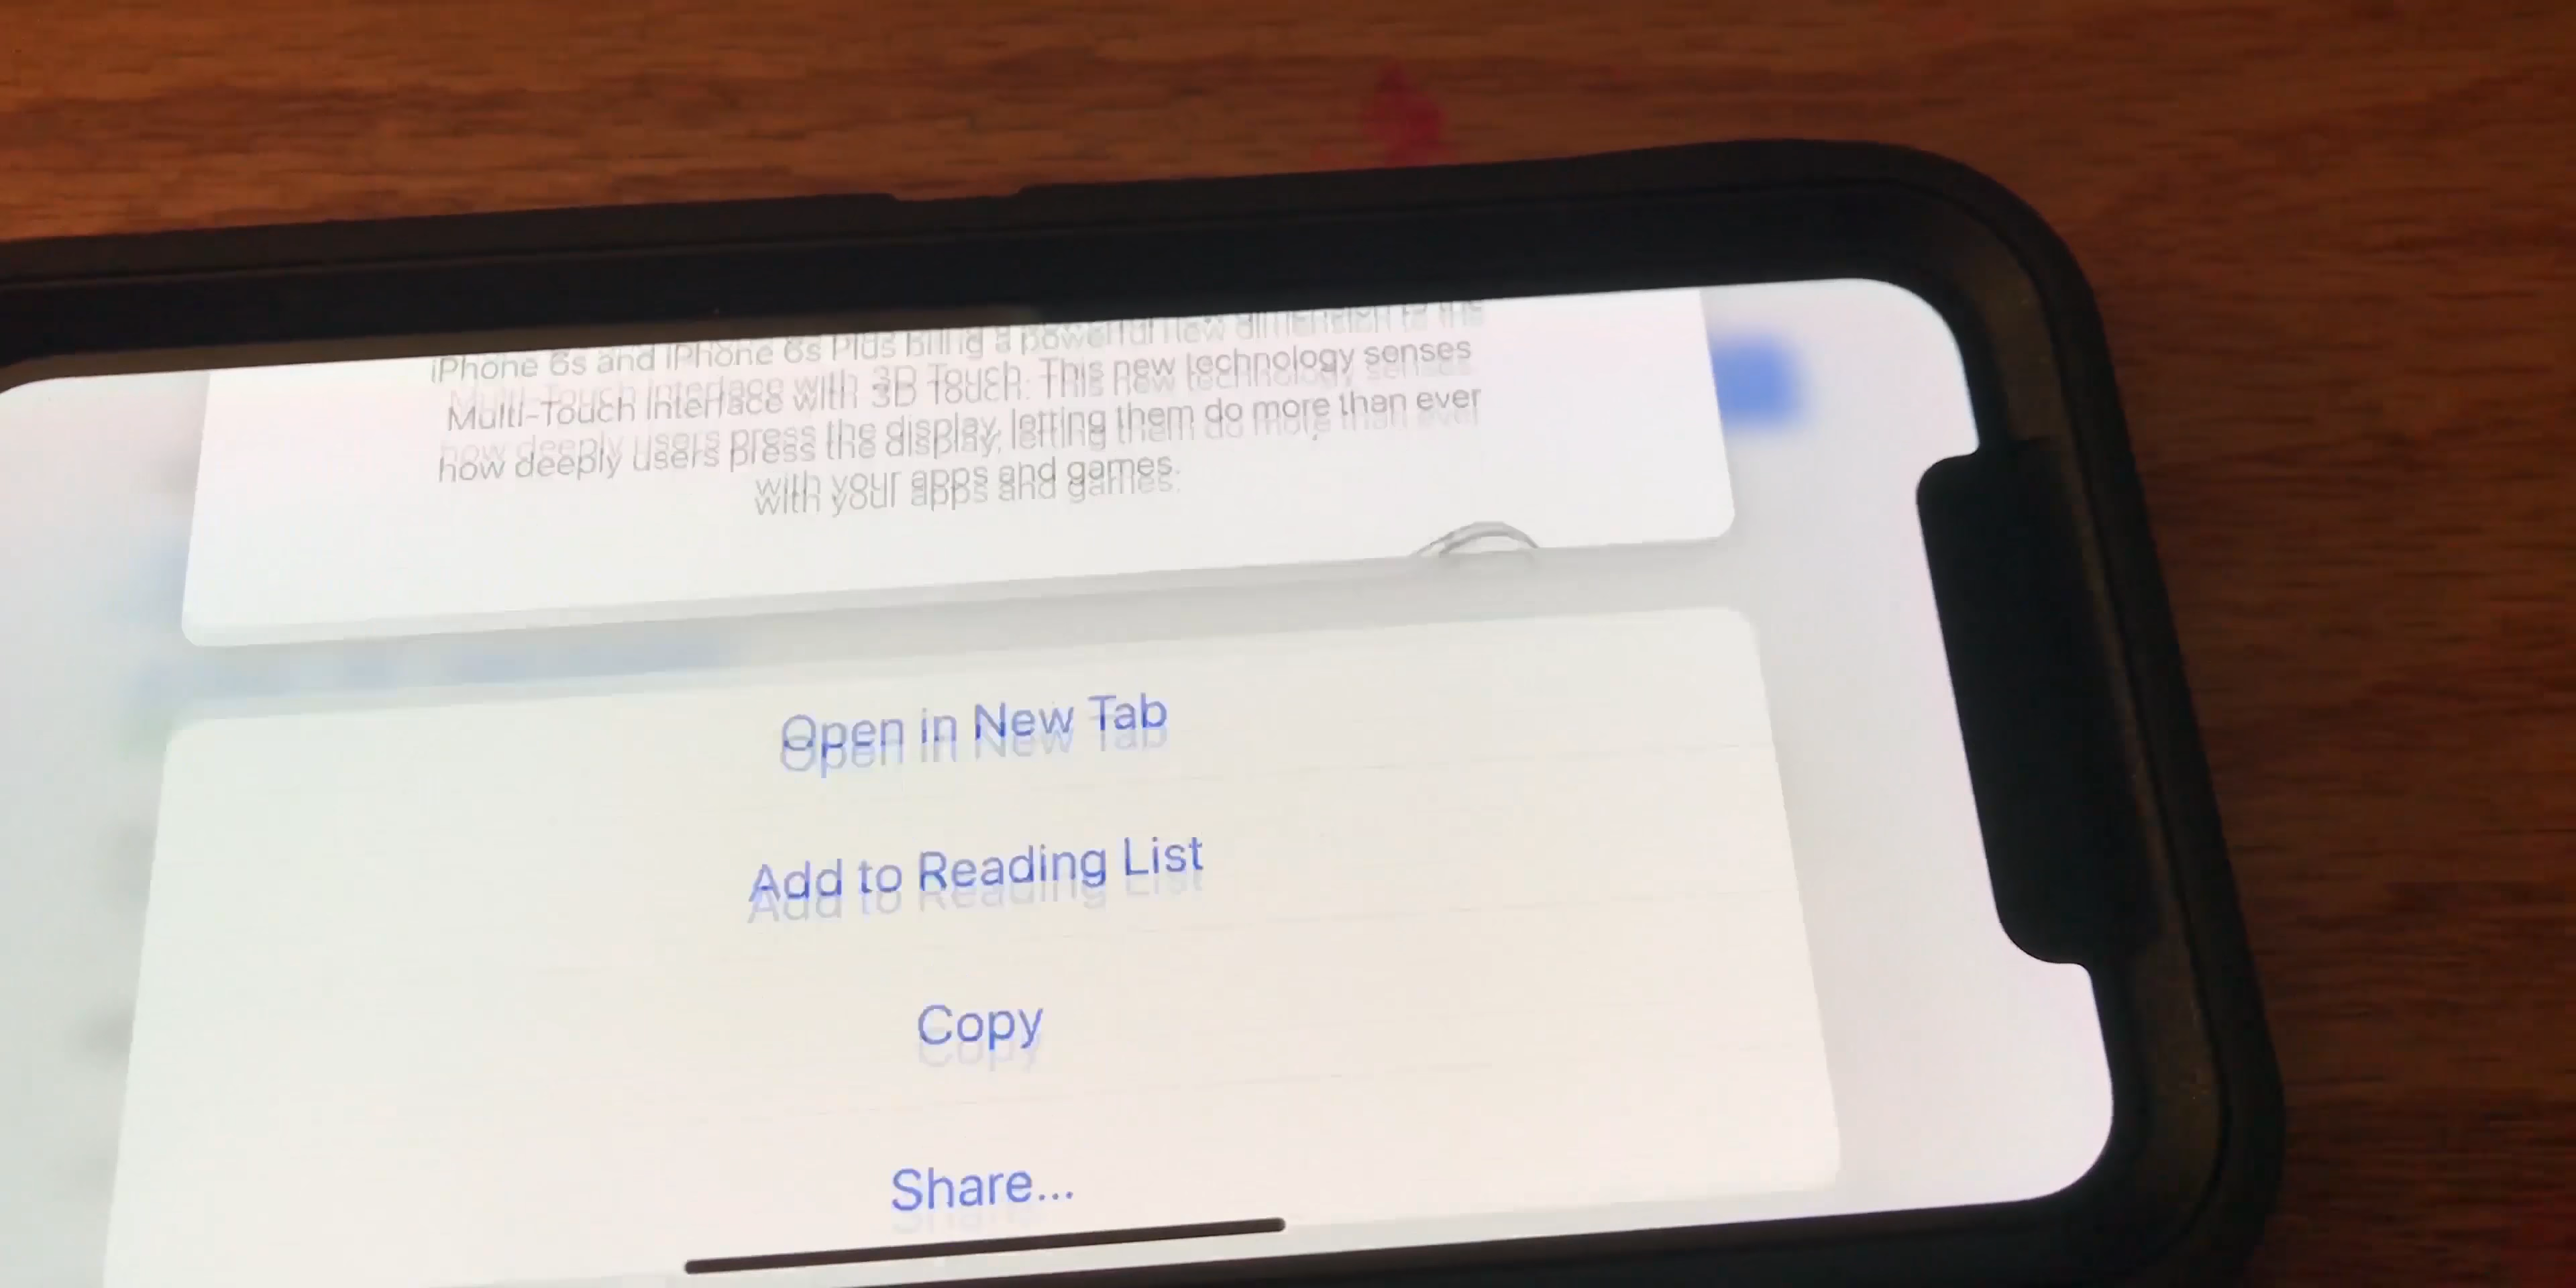 iPhone 6s and iPhone 6s Plus bring a powerful new dimension to the
Multi-Touch interface with 3D Touch. This new technology senses
how deeply users press the display, letting them do more than ever
with your apps and games.
Open in New Tab
Add to Reading List
Copy
Share...